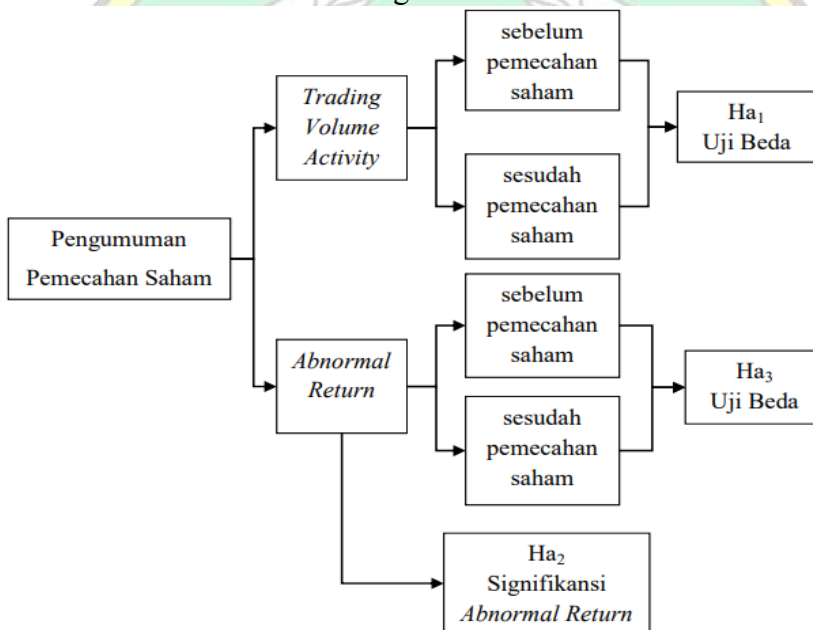 sebelum
pemecahan
saham
Trading
Volume
Activity
Ha₁
Uji Beda
sesudah
pemecahan
saham
Pengumuman
Pemecahan Saham
sebelum
pemecahan
saham
Abnormal
Return
Ha₃
Uji Beda
sesudah
pemecahan
saham
Ha₂
Signifikansi
Abnormal Return